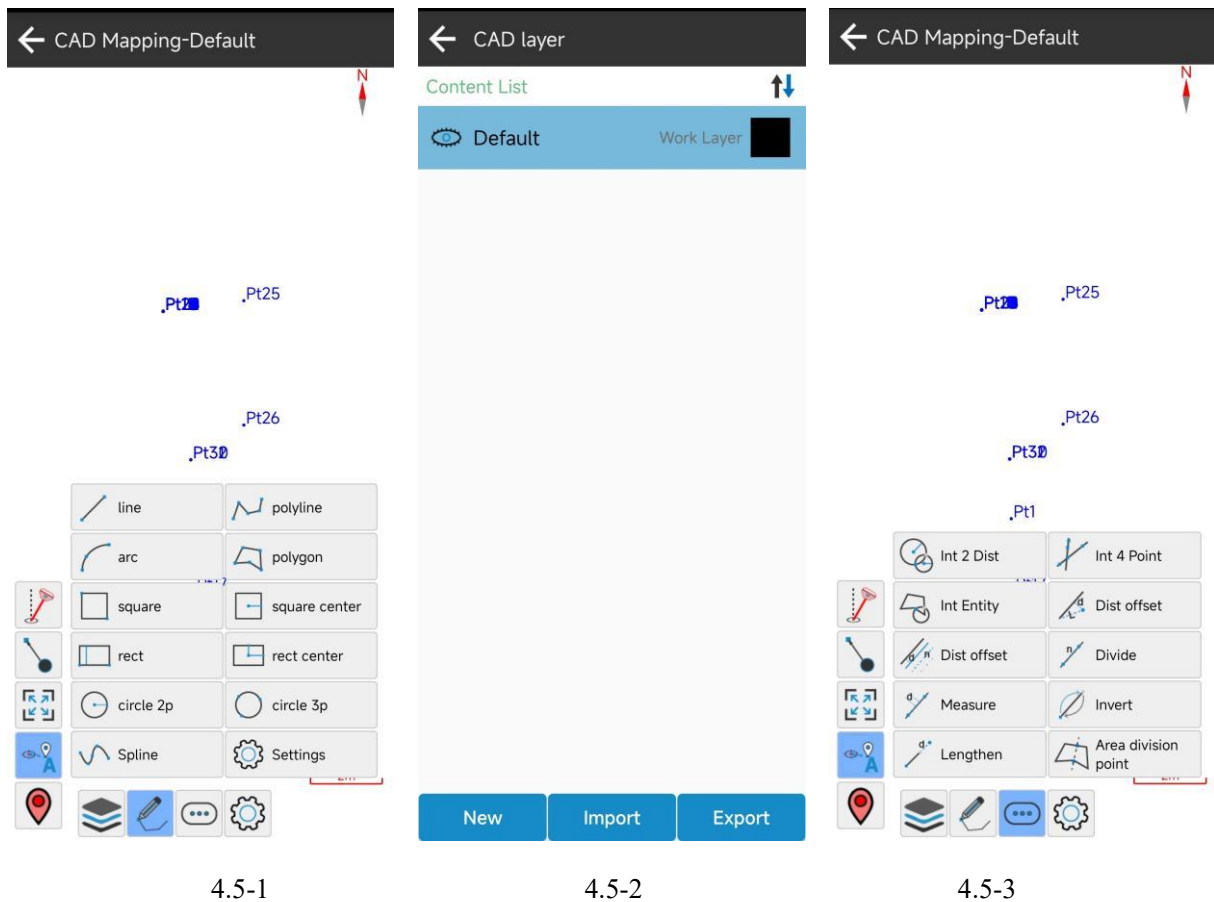 CAD Mapping-Default
N
.Pt25
.Pt26
line
polyline
arc
polygon
square
square center
rect
rect center
circle 2p
circle 3p
Spline
Settings
A
CAD layer
Content List
Default
Work Layer
New
Import
Export
CAD Mapping-Default
N
.Pt25
.Pt26
.Pt1
Int 2 Dist
Int 4 Point
Int Entity
d
Dist offset
d
n
Dist offset
n
Divide
d
Measure
Invert
d
Lengthen
Area division
point
A
4.5-1
4.5-2
4.5-3